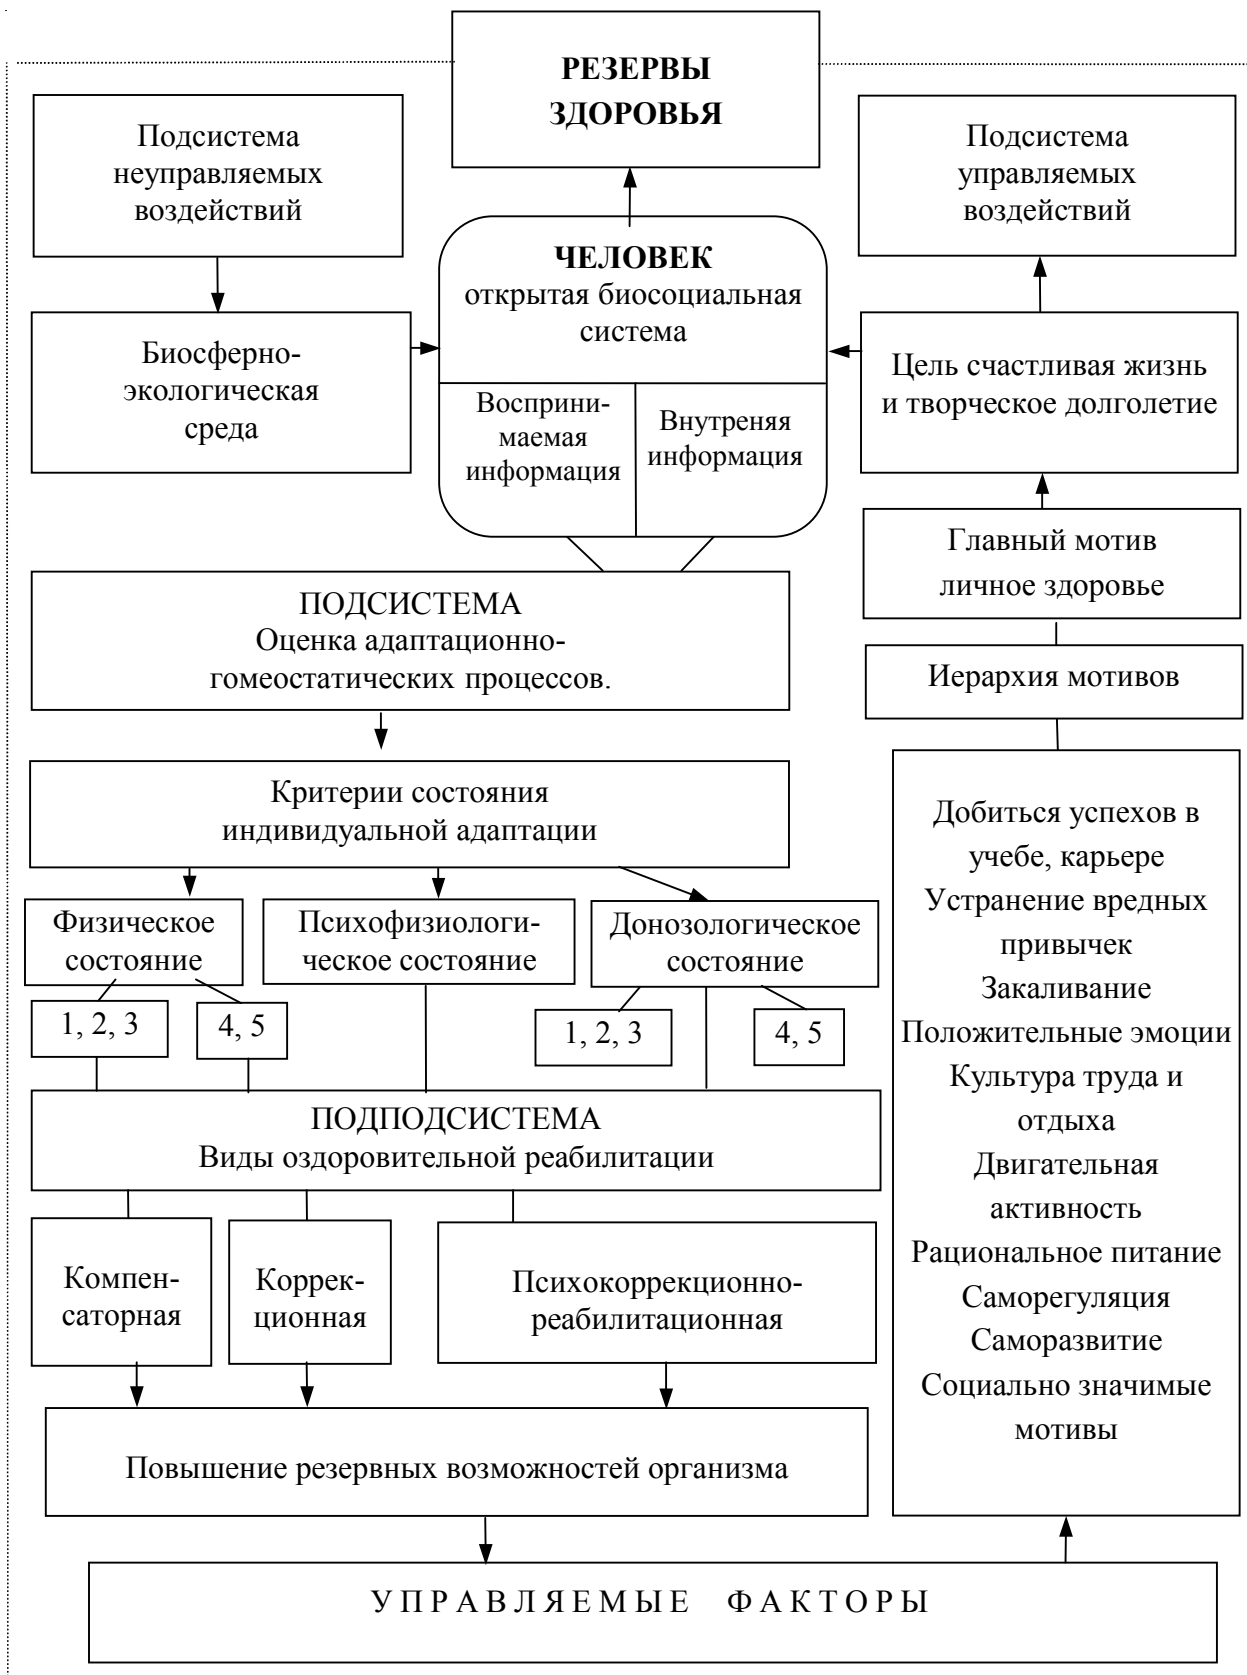 РЕЗЕРВЫ
ЗДОРОВЬЯ
Подсистема
неуправляемых
воздействий
Подсистема
управляемых
воздействий
ЧЕЛОВЕК
открытая биосоциальная
система
Биосферно-
экологическая
среда
Цель счастливая жизнь
и творческое долголетие
Восприни-
маемая
информация
Внутреняя
информация
Главный мотив
личное здоровье
ПОДСИСТЕМА
Оценка адаптационно-
гомеостатических процессов.
Иерархия мотивов
Критерии состояния
индивидуальной адаптации
Физическое
состояние
Психофизиологи-
ческое состояние
Донозологическое
состояние
1, 2, 3
4, 5
1, 2, 3
4, 5
ПОДПОДСИСТЕМА
Виды оздоровительной реабилитации
Компен-
саторная
Коррек-
ционная
Психокоррекционно-
реабилитационная
Повышение резервных возможностей организма
Добиться успехов в
учебе, карьере
Устранение вредных
привычек
Закаливание
Положительные эмоции
Культура труда и
отдыха
Двигательная
активность
Рациональное питание
Саморегуляция
Саморазвитие
Социально значимые
мотивы
УПРАВЛЯЕМЫЕ ФАКТОРЫ